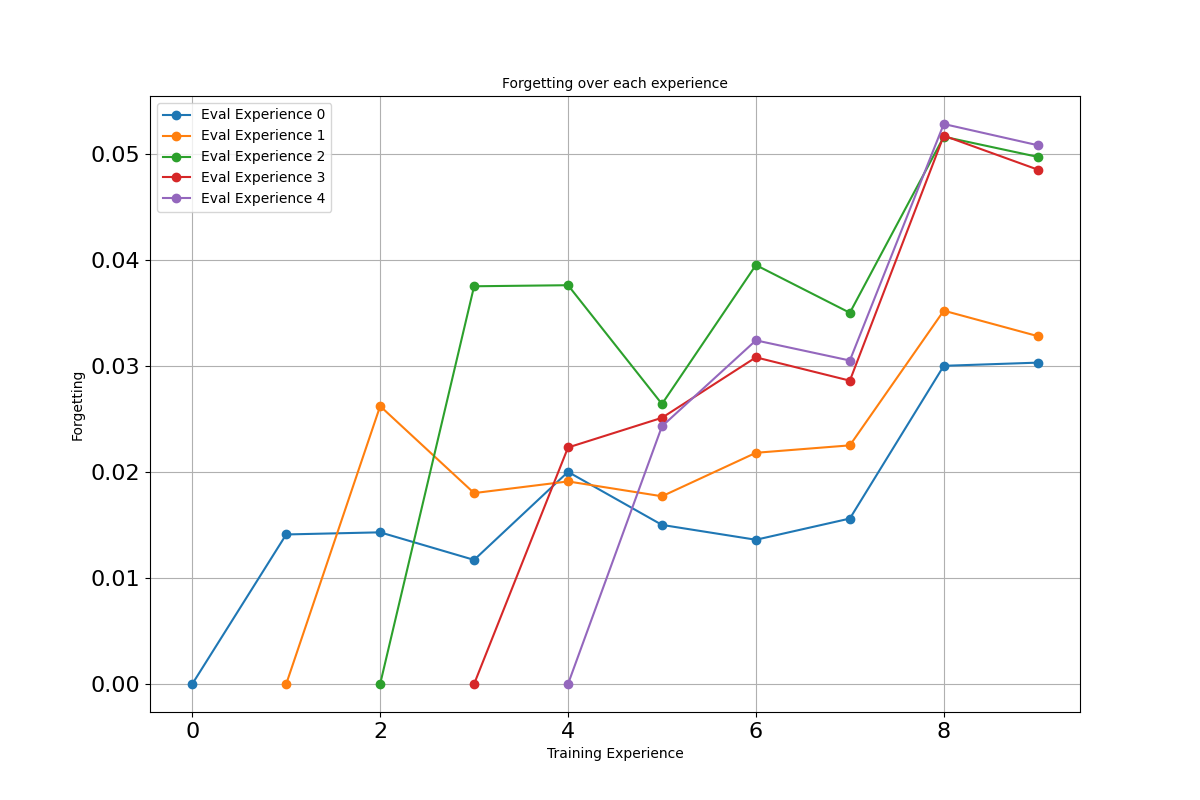 Forgetting over each experience
Eval Experience 0
Eval Experience 1
Eval Experience 2
Eval Experience 3
Eval Experience 4
0.05
0.04
0.03
0.02
0.01
0.00
Forgetting
0 2 4 6 8
Training Experience